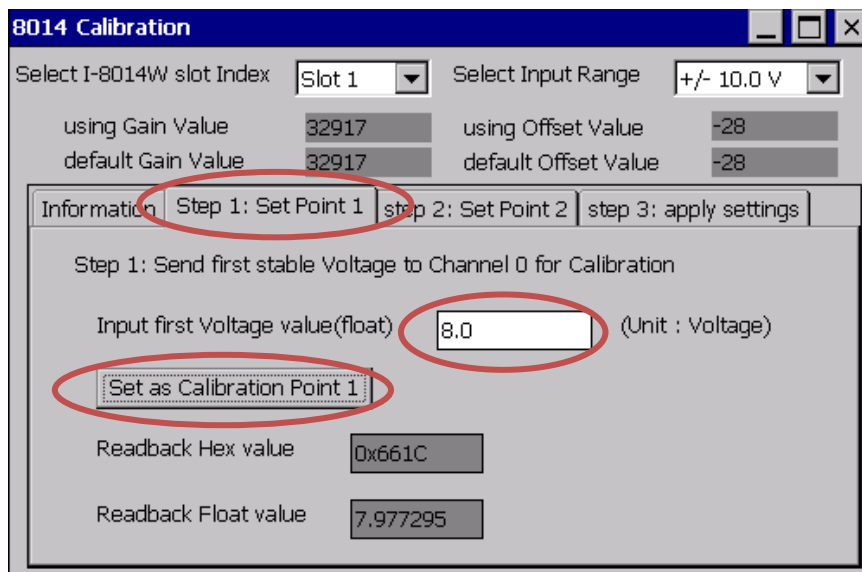 8014 Calibration
Select I-8014W slot Index Slot 1 Select Input Range +/- 10.0 V
using Gain Value 32917 using Offset Value -28
default Gain Value 32917 default Offset Value -28
Information Step 1: Set Point 1 step 2: Set Point 2 step 3: apply settings
Step 1: Send first stable Voltage to Channel 0 for Calibration
Input first Voltage value(float) 8.0 (Unit : Voltage)
Set as Calibration Point 1
Readback Hex value 0x661C
Readback Float value 7.977295